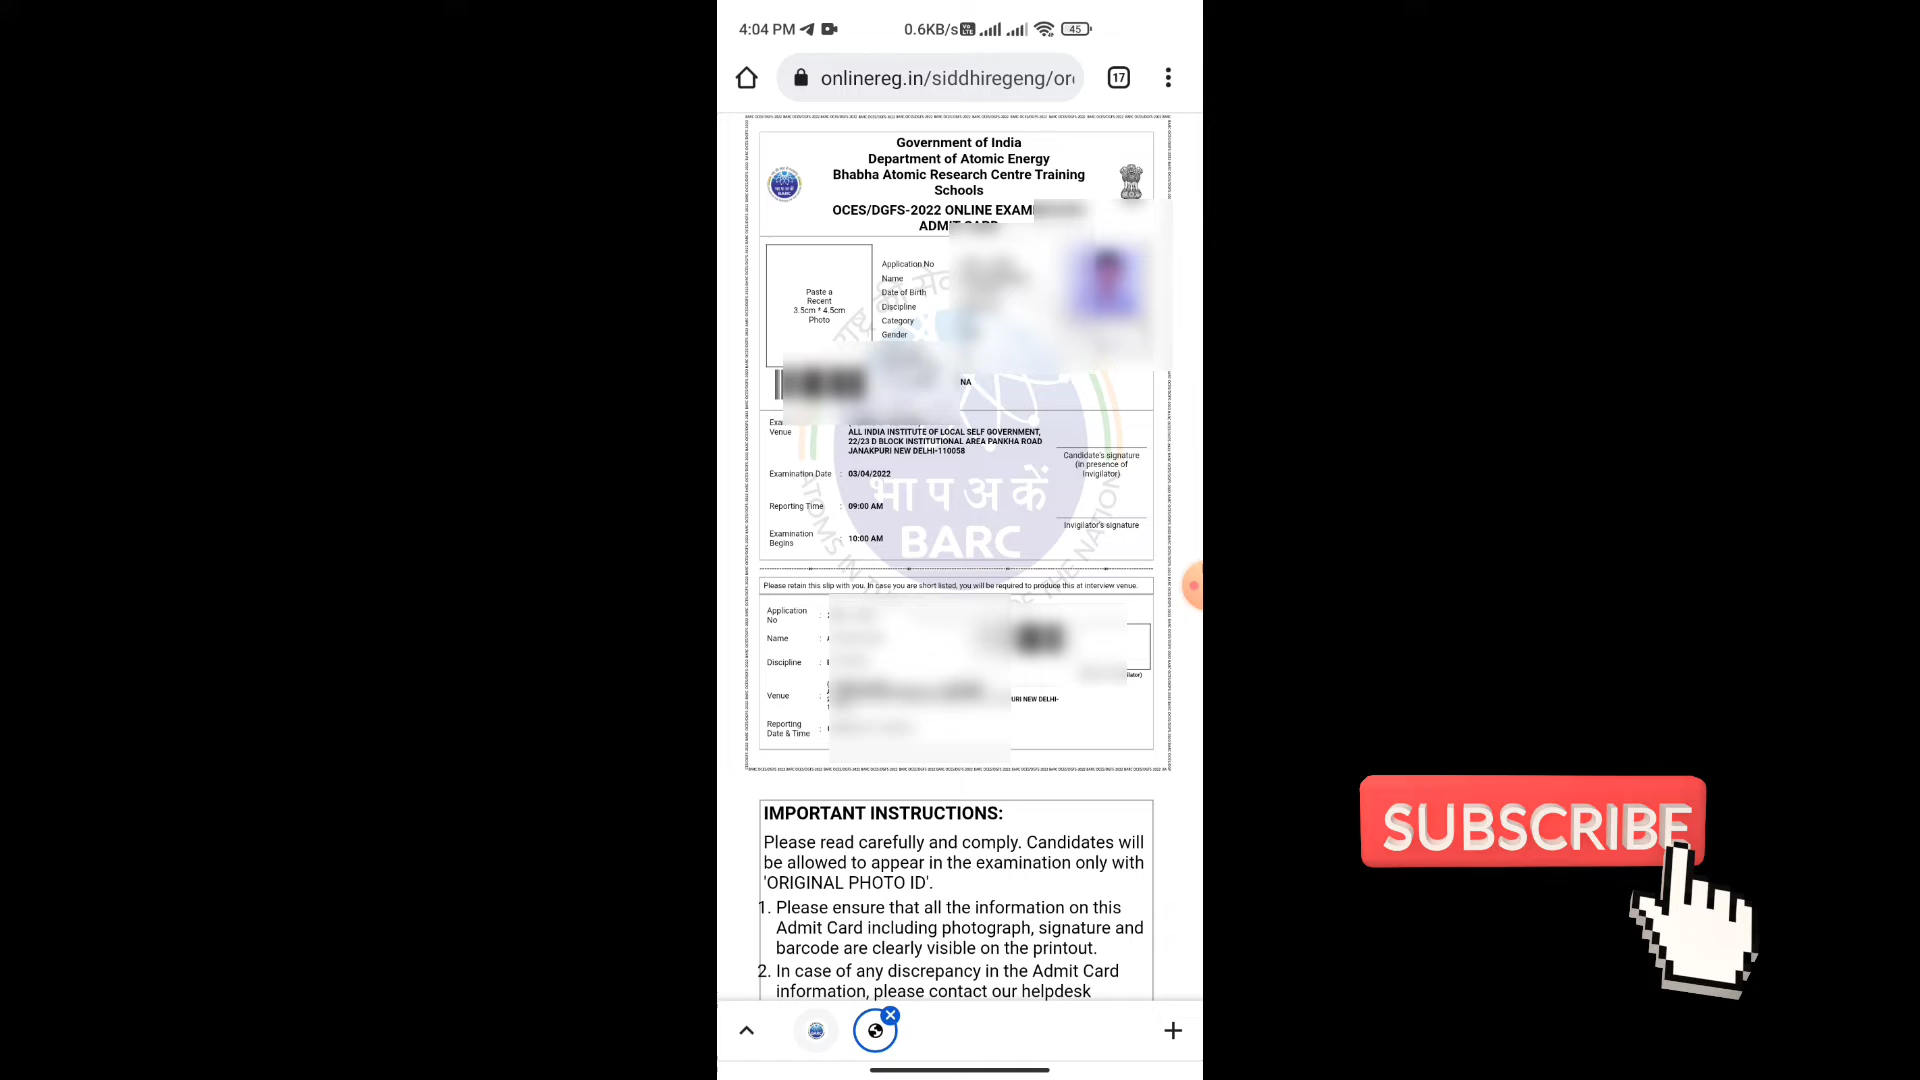 4:04 PM
0.6KB/s
45
onlinereg.in/siddhiregeng/or
17
Government of India
Department of Atomic Energy
Bhabha Atomic Research Centre Training
Schools
OCES/DGFS-2022 ONLINE
Paste a
Recent
3.5cm * 4.5cm
Photo
Application No
Name
Date of Birth
Discipline
Category
Gender
NA
Venue
ALL INDIA INSTITUTE OF LOCAL SELF GOVERNMENT,
22/23 D BLOCK INSTITUTIONAL AREA PANKHA ROAD
JANAKPURI NEW DELHI-110058
Candidate's signature
(in presence of
Invigilator)
Examination Date : 03/04/2022
भा प अ कें
Reporting Time : 09:00 AM
Invigilator's signature
Examination
Begins : 10:00 AM
BARC
Please retain this slip with you. In case you are short listed, you will be required to produce this at interview venue.
Application
No :
Name :
Discipline :
Venue :
URI NEW DELHI-
Reporting
Date & Time :
IMPORTANT INSTRUCTIONS:
Please read carefully and comply. Candidates will
be allowed to appear in the examination only with
'ORIGINAL PHOTO ID'.
1. Please ensure that all the information on this
Admit Card including photograph, signature and
barcode are clearly visible on the printout.
2. In case of any discrepancy in the Admit Card
information, please contact our helpdesk
SUBSCRIBE